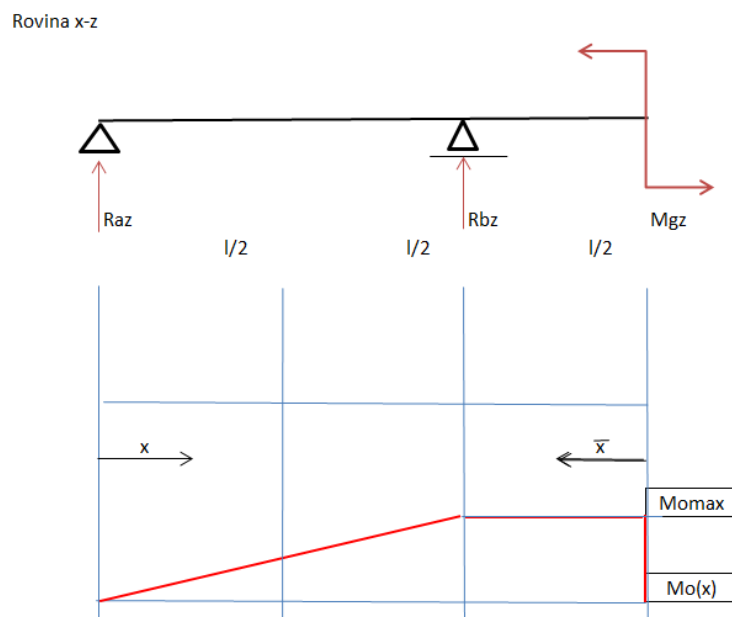 Rovina x-z
Raz
Rbz
Mgz
l/2
l/2
l/2
x
x̅
Momax
Mo(x)